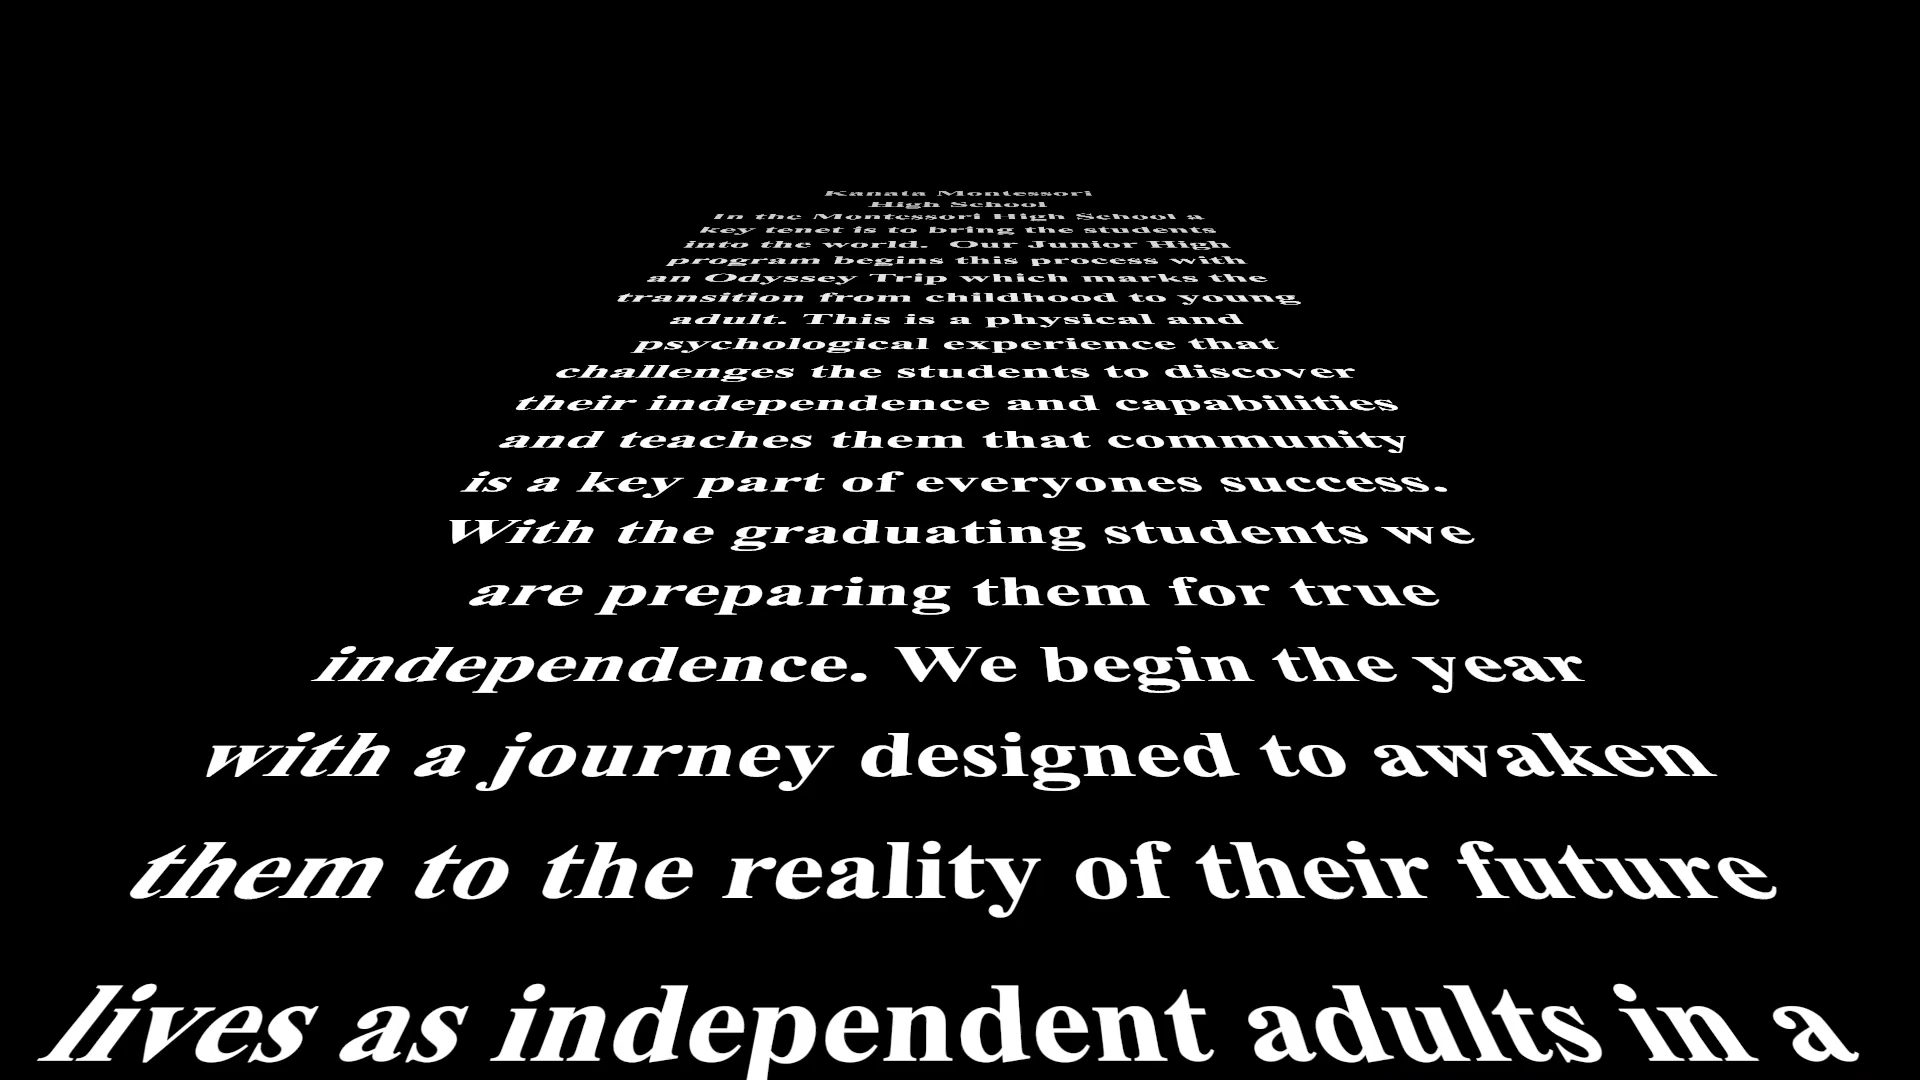 Kanata Montessori
High School
In the Montessori High School a
key tenet is to bring the students
into the world. Our Junior High
program begins this process with
an Odyssey Trip which marks the
transition from childhood to young
adult. This is a physical and
psychological experience that
challenges the students to discover
their independence and capabilities
and teaches them that community
is a key part of everyones success.
With the graduating students we
are preparing them for true
independence. We begin the year
with a journey designed to awaken
them to the reality of their future
lives as independent adults in a